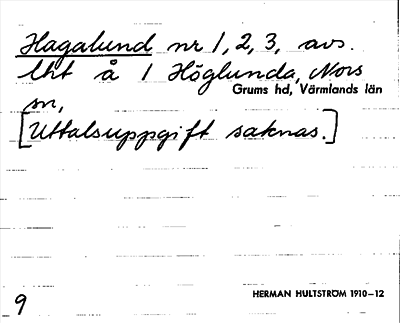 Hagalund nr 1, 2, 3, avs.
lht å 1 Höglunda, Nors
Grums hd, Värmlands län
sn,
[Uttalsuppgift saknas.]
HERMAN HULTSTRÖM 1910–12
9